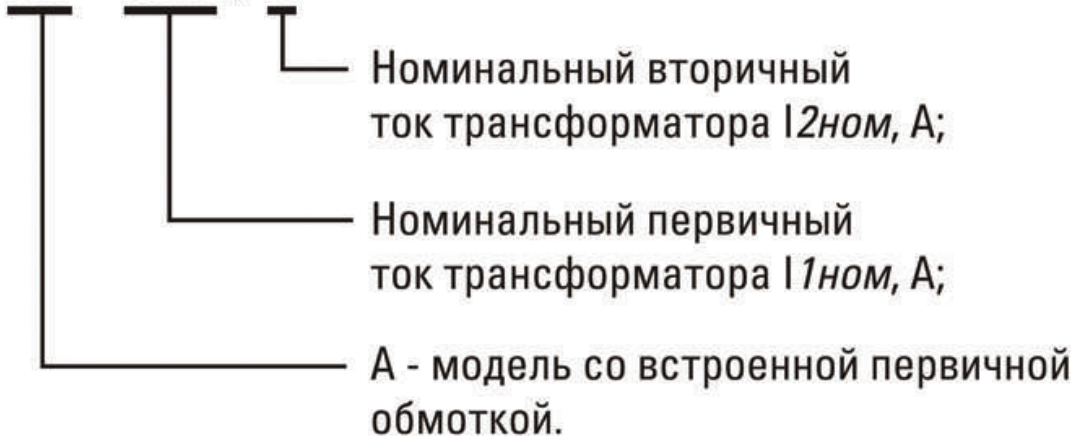 Номинальный вторичный
ток трансформатора I2ном, А;
Номинальный первичный
ток трансформатора I1ном, А;
А - модель со встроенной первичной
обмоткой.